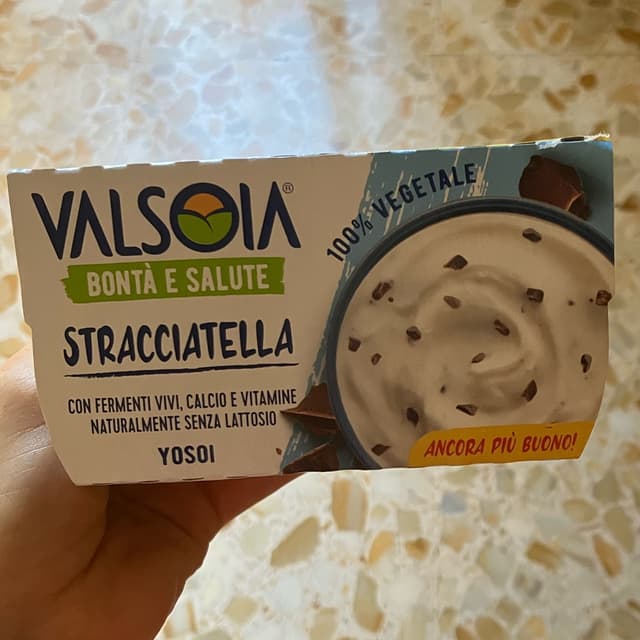 VALSOIA®
BONTÀ E SALUTE
STRACCIATELLA
CON FERMENTI VIVI, CALCIO E VITAMINE
NATURALMENTE SENZA LATTOSIO
YOSOI
100% VEGETALE
ANCORA PIÙ BUONO!